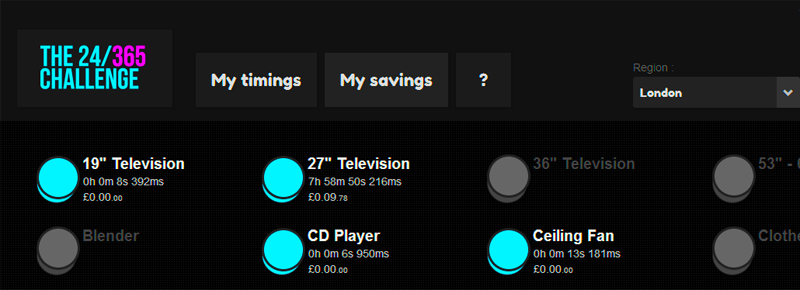 THE 24/365
CHALLENGE
My timings
My savings
?
Region :
London
19" Television
0h 0m 8s 392ms
£0.00.00
27" Television
7h 58m 50s 216ms
£0.09.78
36" Television
53" -
Blender
CD Player
0h 0m 6s 950ms
£0.00.00
Ceiling Fan
0h 0m 13s 181ms
£0.00.00
Clothe